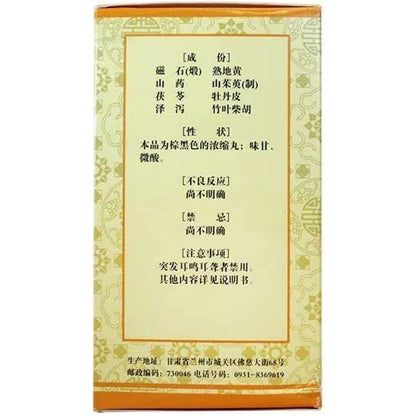 [成 份]
磁 石(煅) 熟地黄
山 药 山茱萸(制)
茯 苓 牡丹皮
泽 泻 竹叶柴胡
[性 状]
本品为棕黑色的浓缩丸；味甘、
微酸。
[不良反应]
尚不明确
[禁 忌]
尚不明确
[注意事项]
突发耳鸣耳聋者禁用。
其他内容详见说明书。
生产地址：甘肃省兰州市城关区佛慈大街68号
邮政编码：730046 电话号码：0931-8369619